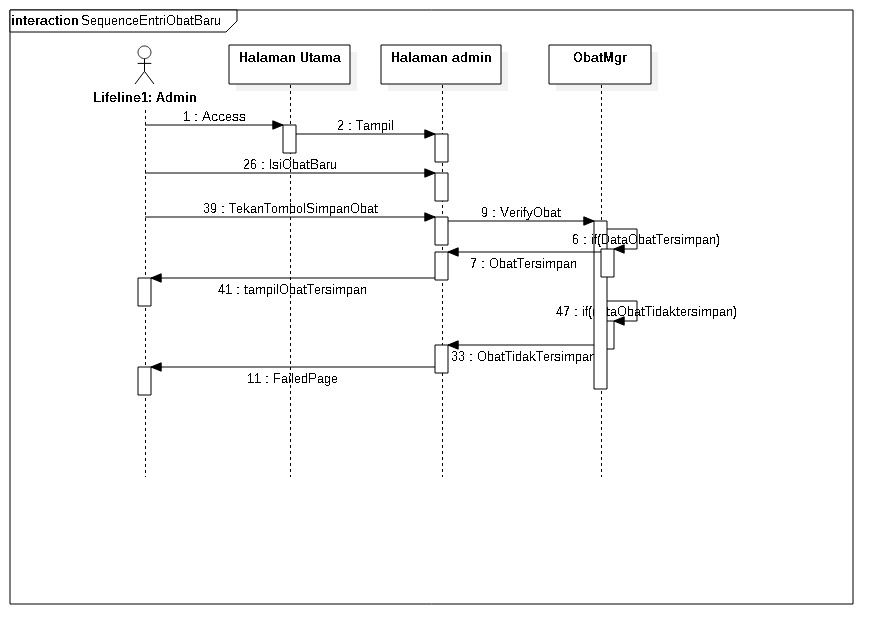 interaction SequenceEntriObatBaru
Halaman Utama
Halaman admin
ObatMgr
Lifeline1: Admin
1 : Access
2 : Tampil
26 : IsiObatBaru
39 : TekanTombolSimpanObat
9 : VerifyObat
6 : if(DataObatTersimpan)
7 : ObatTersimpan
41 : tampilObatTersimpan
47 : if(dataObatTidaktersimpan)
33 : ObatTidakTersimpan
11 : FailedPage